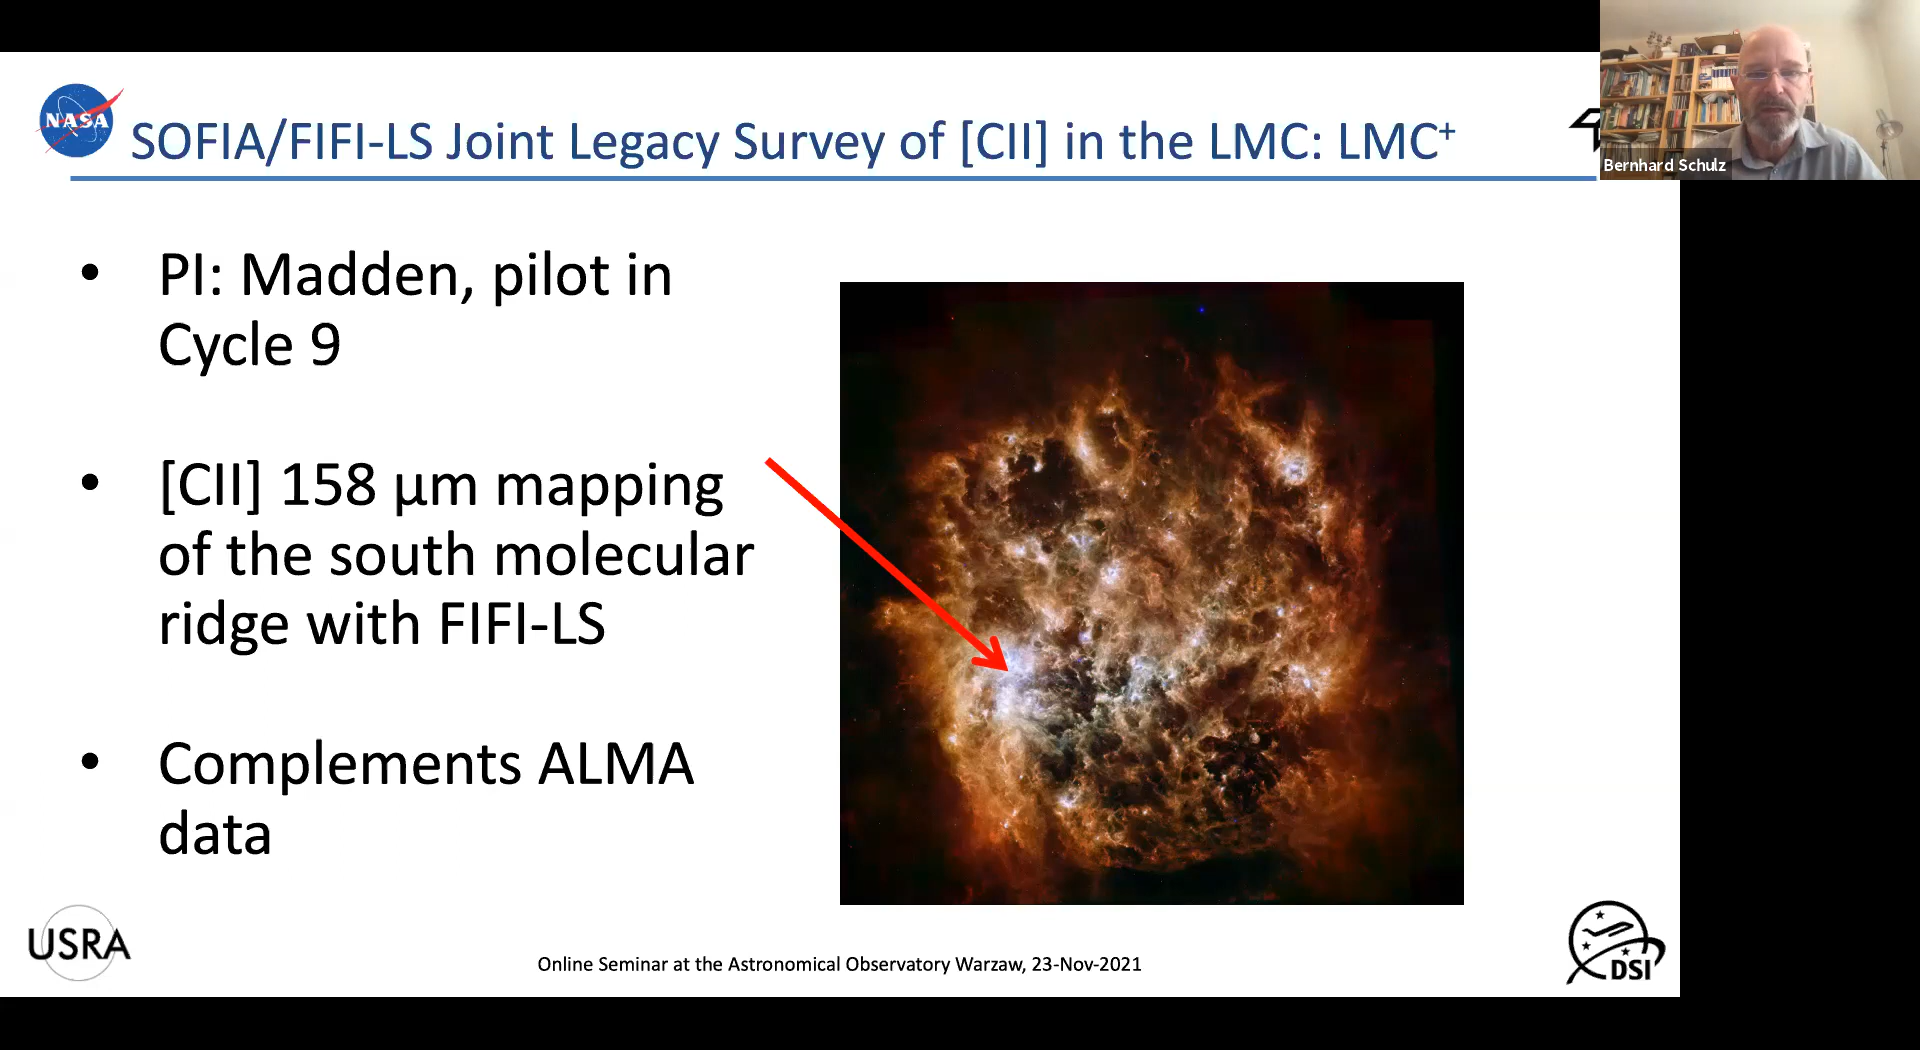 NASA
SOFIA/FIFI-LS Joint Legacy Survey of [CII] in the LMC: LMC⁺
Bernhard Schulz
• PI: Madden, pilot in
Cycle 9
• [CII] 158 µm mapping
of the south molecular
ridge with FIFI-LS
• Complements ALMA
data
USRA
Online Seminar at the Astronomical Observatory Warzaw, 23-Nov-2021
DSI